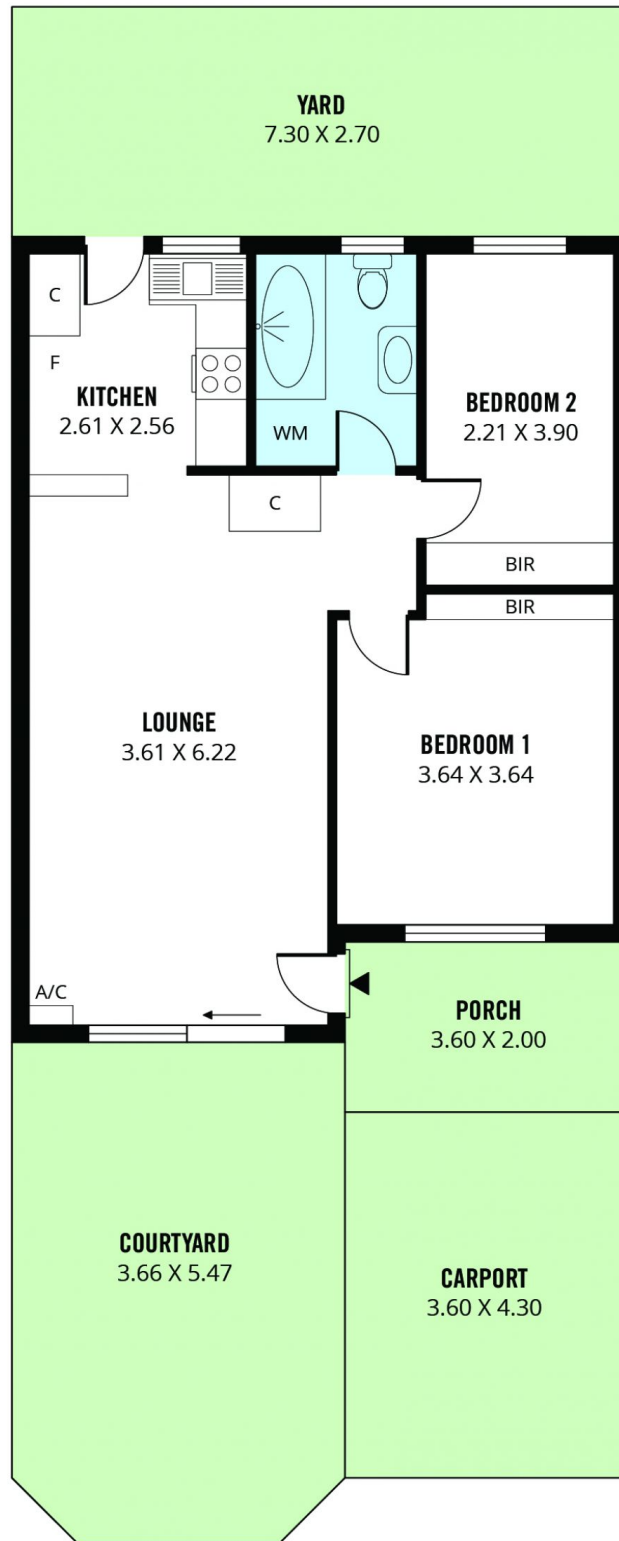 YARD
7.30 X 2.70
C
F
KITCHEN
2.61 X 2.56
WM
BEDROOM 2
2.21 X 3.90
C
BIR
BIR
LOUNGE
3.61 X 6.22
BEDROOM 1
3.64 X 3.64
A/C
PORCH
3.60 X 2.00
COURTYARD
3.66 X 5.47
CARPORT
3.60 X 4.30